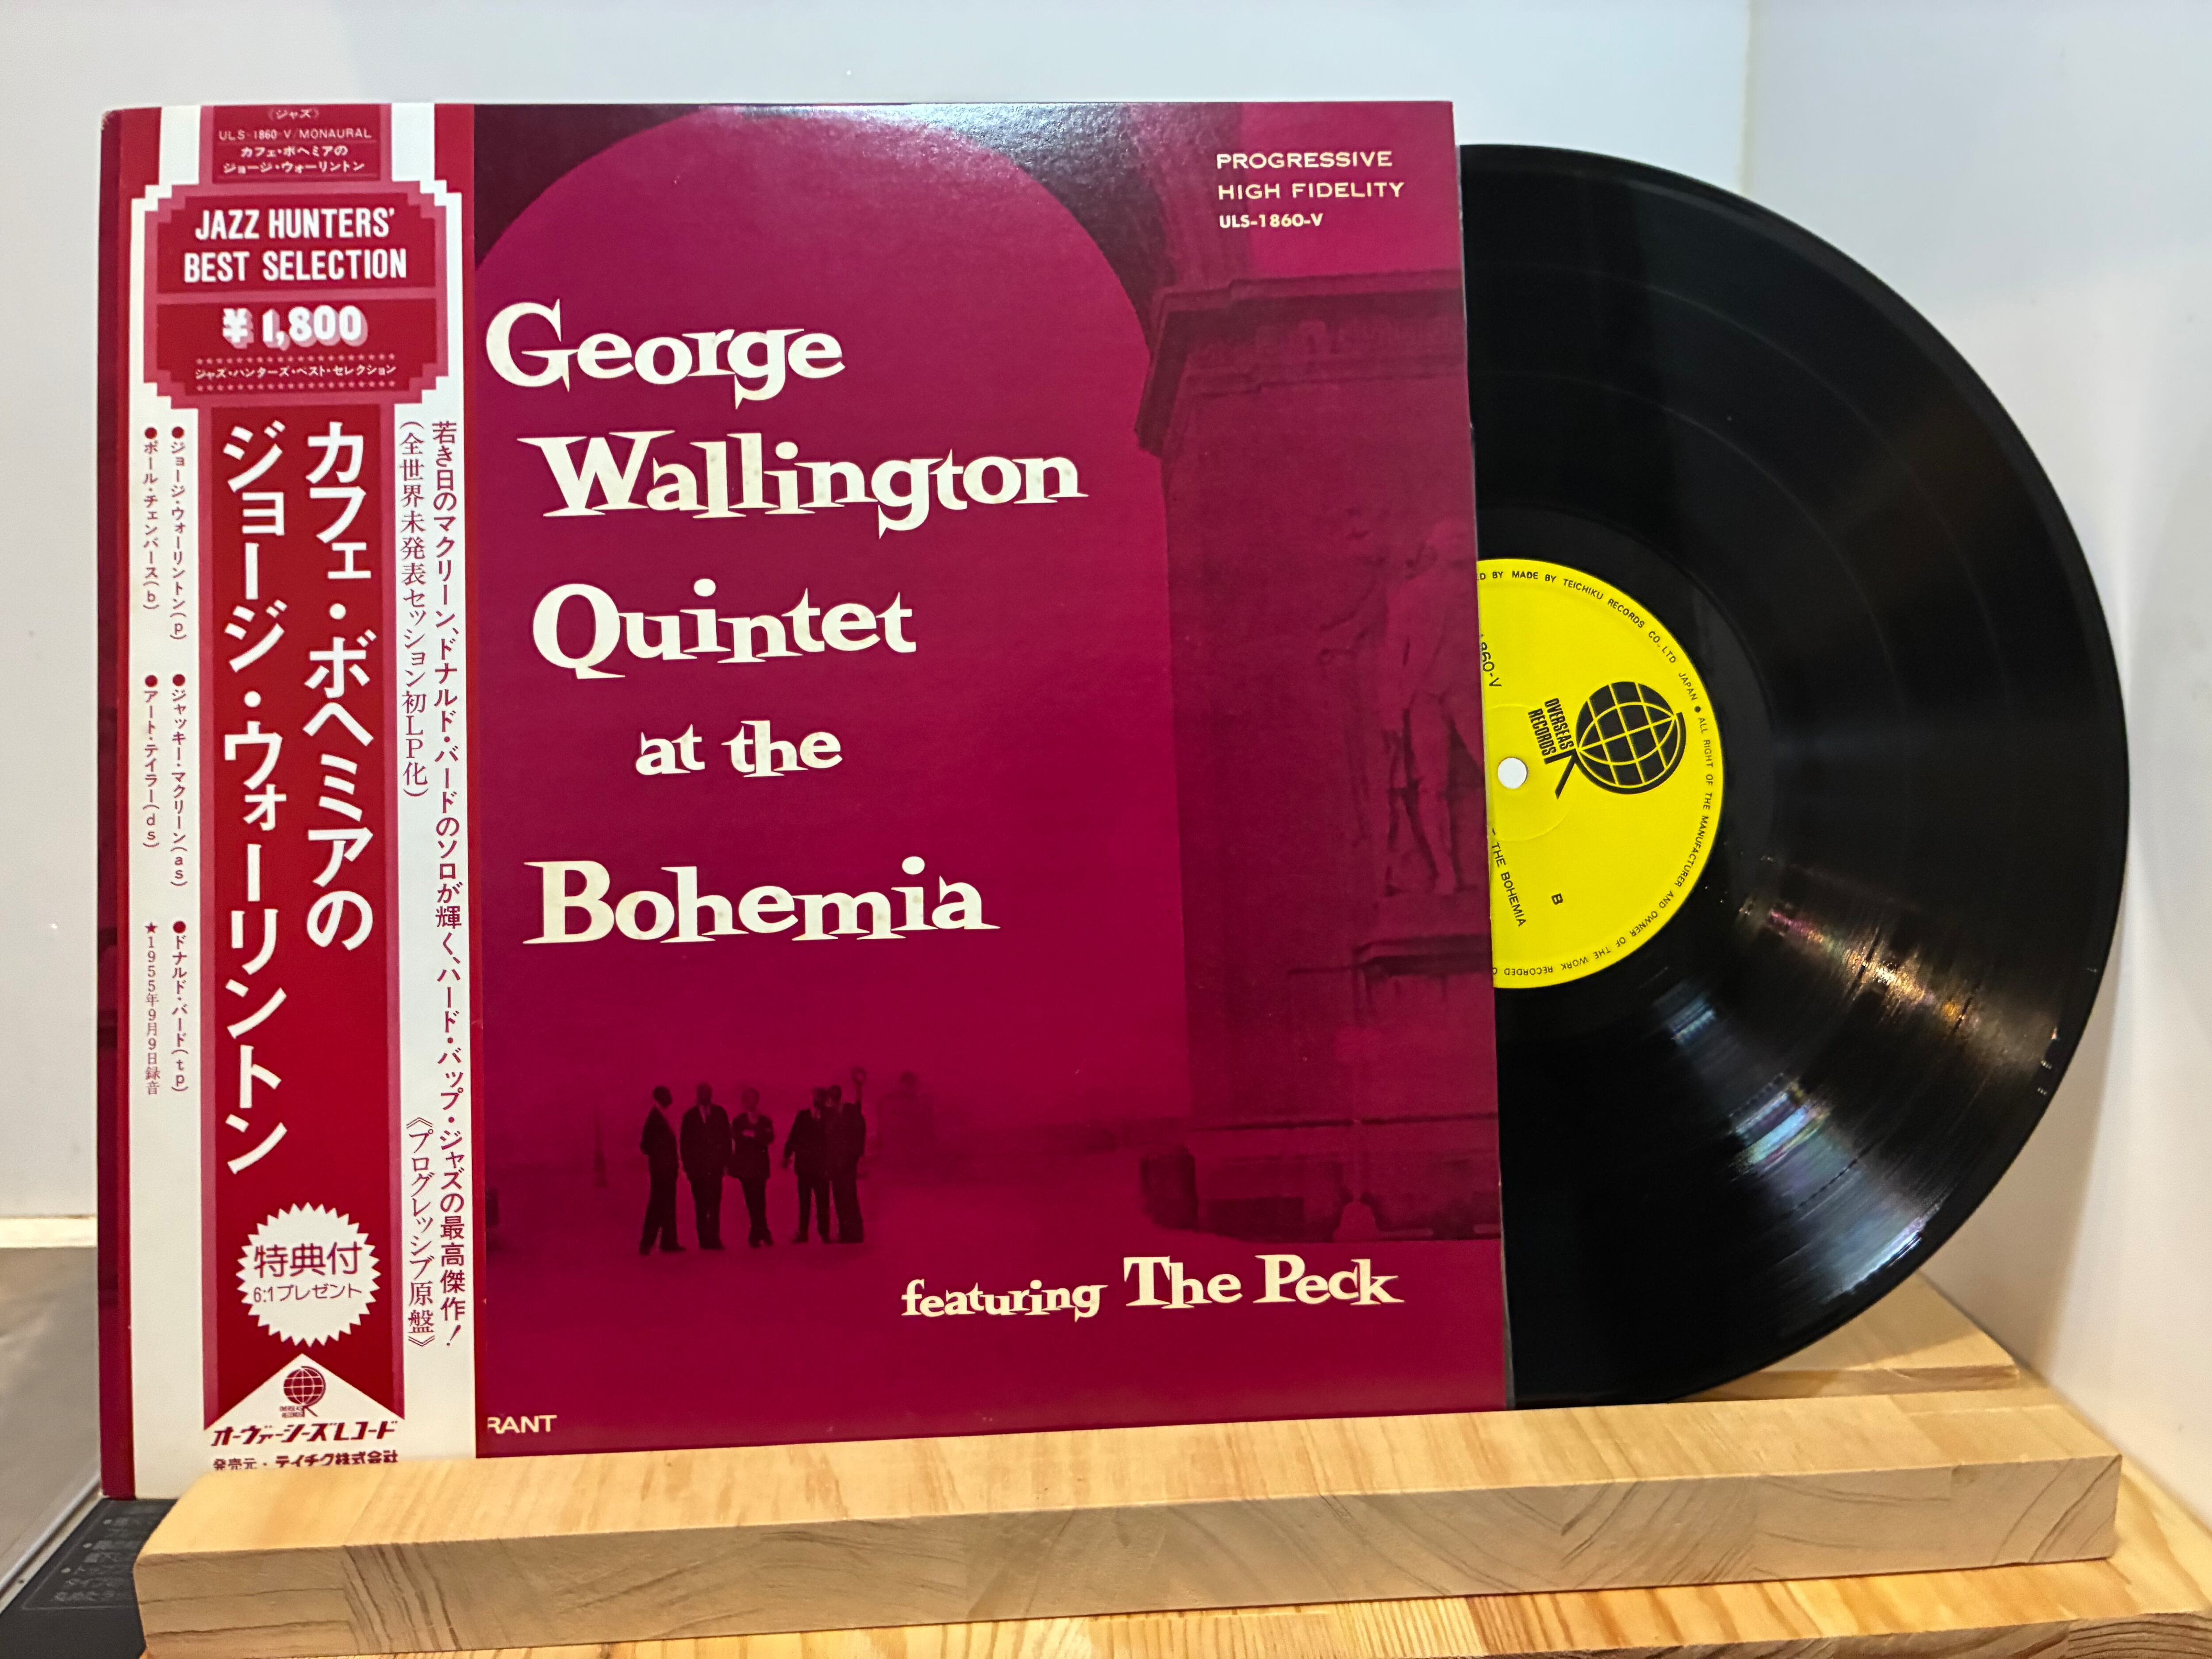 《ジャズ》
ULS-1860-V/MONAURAL
カフェ・ボヘミアの
ジョージ・ウォーリントン
JAZZ HUNTERS'
BEST SELECTION
¥1,800
ジャズ・ハンターズ・ベスト・セレクション
若き日のマクリーン、ドナルド・バードのソロが輝く、ハード・バップ・ジャズの最高傑作!
(全世界未発表セッション初LP化)
《プログレッシブ原盤》
カフェ・ボヘミアの
ジョージ・ウォーリントン
●ジョージ・ウォーリントン(p)
●ジャッキー・マクリーン(as)
●ドナルド・バード(tp)
●ポール・チェンバース(b)
●アート・テイラー(ds)
★1955年9月9日録音
特典付
6:1プレゼント
OVERSEAS
RECORDS
オーヴァーシーズレコード
発売元・テイチク株式会社
PROGRESSIVE
HIGH FIDELITY
ULS-1860-V
George
Wallington
Quintet
at the
Bohemia
featuring The Peck
RANT
D BY MADE BY TEICHIKU RECORDS CO., LTD JAPAN ● ALL RIGHT OF THE MANUFACTURER AND OWNER OF THE WORK RECORDED
860-V
OVERSEAS
RECORDS
THE BOHEMIA
B